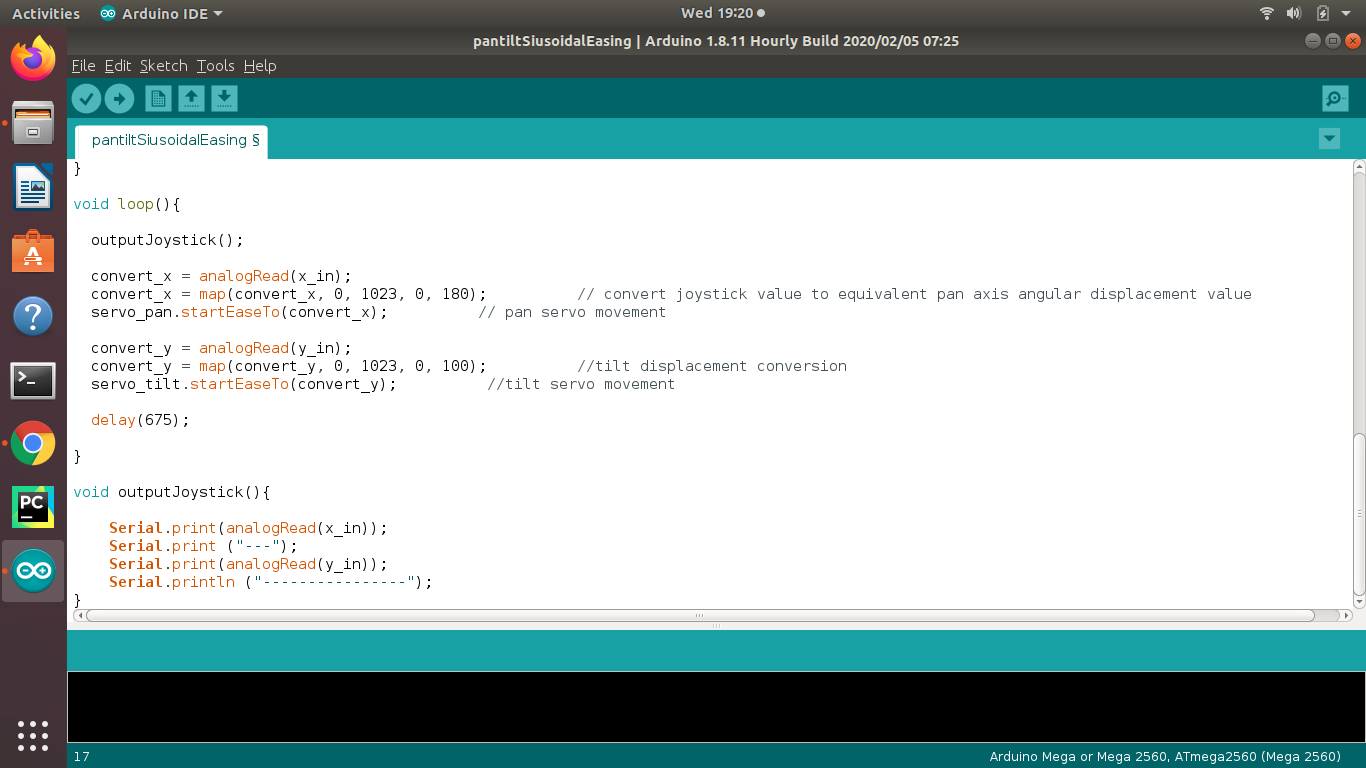 Activities Arduino IDE Wed 19:20
pantiltSiusoidalEasing | Arduino 1.8.11 Hourly Build 2020/02/05 07:25
File Edit Sketch Tools Help
pantiltSiusoidalEasing §
}
void loop(){
outputJoystick();
convert_x = analogRead(x_in);
convert_x = map(convert_x, 0, 1023, 0, 180); // convert joystick value to equivalent pan axis angular displacement value
servo_pan.startEaseTo(convert_x); // pan servo movement
convert_y = analogRead(y_in);
convert_y = map(convert_y, 0, 1023, 0, 100); //tilt displacement conversion
servo_tilt.startEaseTo(convert_y); //tilt servo movement
delay(675);
}
void outputJoystick(){
Serial.print(analogRead(x_in));
Serial.print ("---");
Serial.print(analogRead(y_in));
Serial.println ("----------------");
}
PC
17 Arduino Mega or Mega 2560, ATmega2560 (Mega 2560)